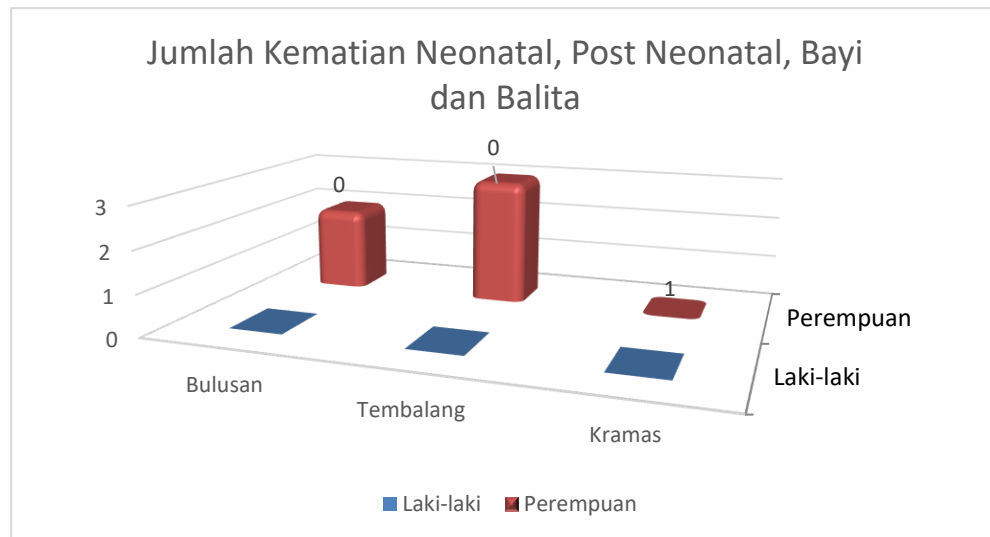 Jumlah Kematian Neonatal, Post Neonatal, Bayi
dan Balita
0
0
1
3
2
1
0
Perempuan
Laki-laki
Bulusan
Tembalang
Kramas
Laki-laki
Perempuan